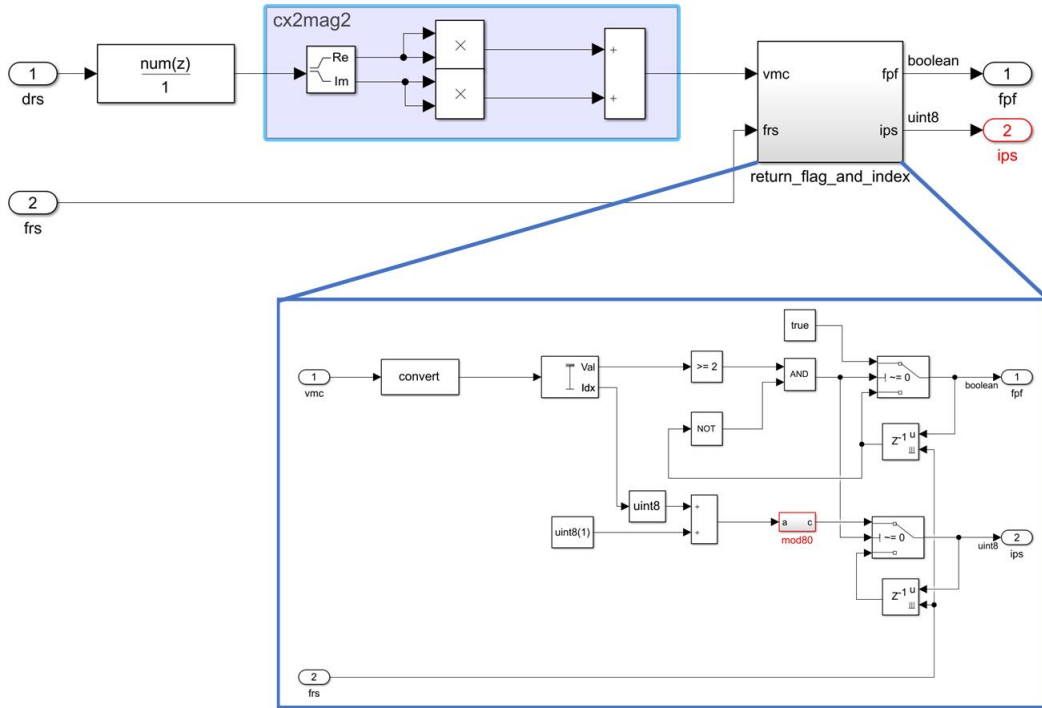 cx2mag2
1
drs
num(z)
1
Re
Im
×
×
+
+
vmc
frs
fpf
ips
return_flag_and_index
boolean
1
fpf
uint8
2
ips
2
frs
1
vmc
convert
Val
Idx
>= 2
true
AND
~= 0
boolean
1
fpf
NOT
Z-1
u
uint8
uint8(1)
+
+
a
c
mod80
~= 0
uint8
2
ips
Z-1
u
2
frs